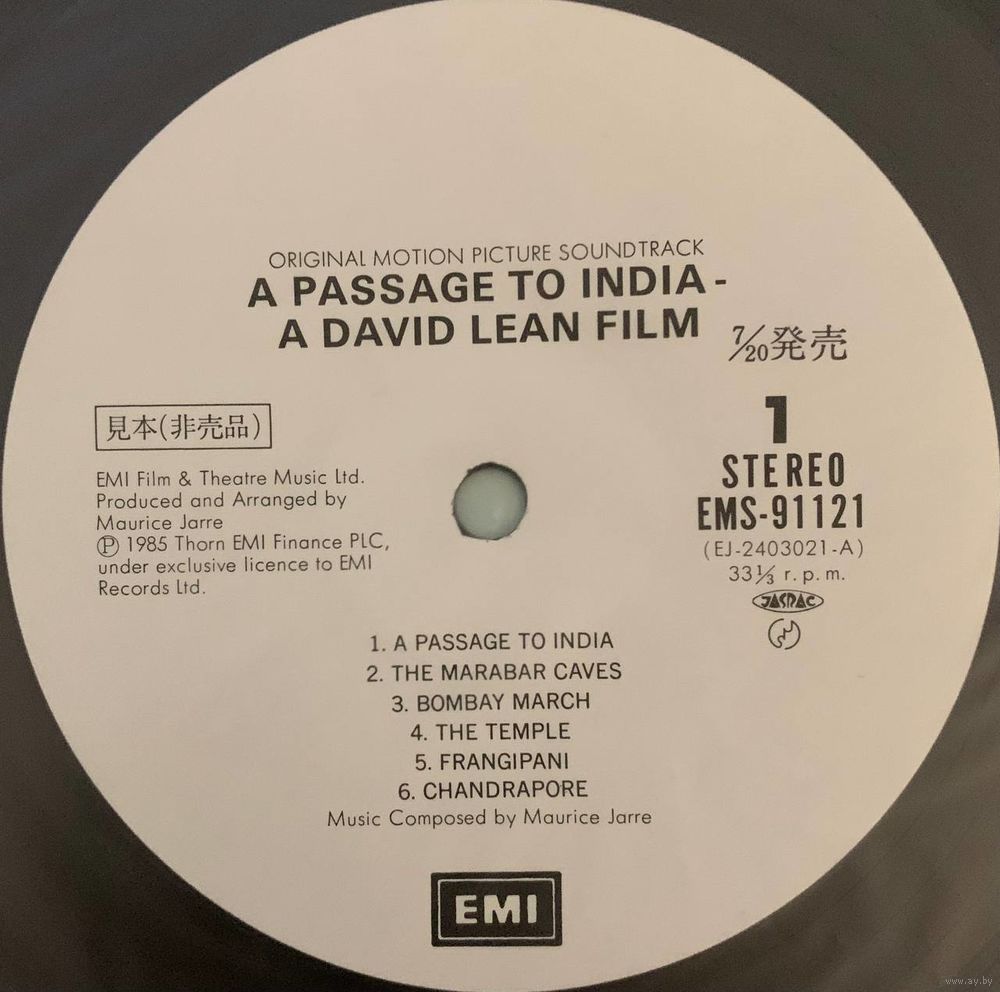 ORIGINAL MOTION PICTURE SOUNDTRACK
A PASSAGE TO INDIA -
A DAVID LEAN FILM
7/20発売
見本(非売品)
EMI Film & Theatre Music Ltd.
Produced and Arranged by
Maurice Jarre
Ⓟ 1985 Thorn EMI Finance PLC,
under exclusive licence to EMI
Records Ltd.
1
STEREO
EMS-91121
(EJ-2403021-A)
33⅓ r.p.m.
JASRAC
1. A PASSAGE TO INDIA
2. THE MARABAR CAVES
3. BOMBAY MARCH
4. THE TEMPLE
5. FRANGIPANI
6. CHANDRAPORE
Music Composed by Maurice Jarre
EMI
www.ay.by